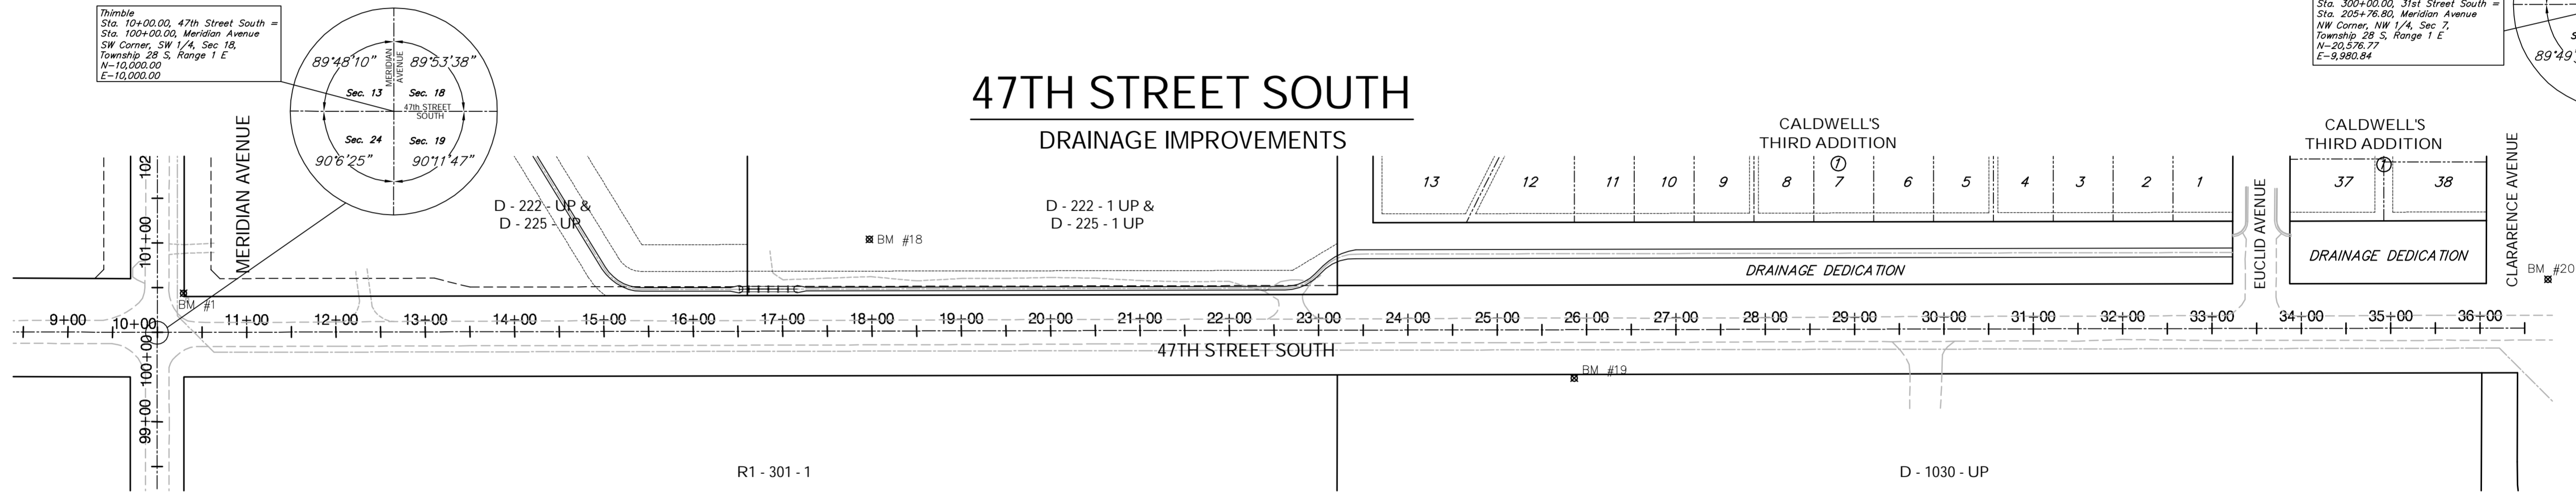 Thimble
Sta. 10+00.00, 47th Street South =
Sta. 100+00.00, Meridian Avenue
SW Corner, SW 1/4, Sec 18,
Township 28 S, Range 1 E
N-10,000.00
E-10,000.00
89°48'10"
89°53'38"
MERIDIAN
AVENUE
Sec. 13
Sec. 18
47th STREET
SOUTH
Sec. 24
Sec. 19
90°6'25"
90°11'47"
47TH STREET SOUTH
DRAINAGE IMPROVEMENTS
Sta. 300+00.00, 31st Street South =
Sta. 205+76.80, Meridian Avenue
NW Corner, NW 1/4, Sec 7,
Township 28 S, Range 1 E
N-20,576.77
E-9,980.84
CALDWELL'S
THIRD ADDITION
1
CALDWELL'S
THIRD ADDITION
1
MERIDIAN AVENUE
102
101+00
100+00
99+00
D - 222 - UP &
D - 225 - UP
D - 222 - 1 UP &
D - 225 - 1 UP
13
12
11
10
9
8
7
6
5
4
3
2
1
37
38
EUCLID AVENUE
CLARARENCE AVENUE
BM #18
DRAINAGE DEDICATION
DRAINAGE DEDICATION
BM #20
BM #1
9+00
10+00
11+00
12+00
13+00
14+00
15+00
16+00
17+00
18+00
19+00
20+00
21+00
22+00
23+00
24+00
25+00
26+00
27+00
28+00
29+00
30+00
31+00
32+00
33+00
34+00
35+00
36+00
47TH STREET SOUTH
BM #19
R1 - 301 - 1
D - 1030 - UP